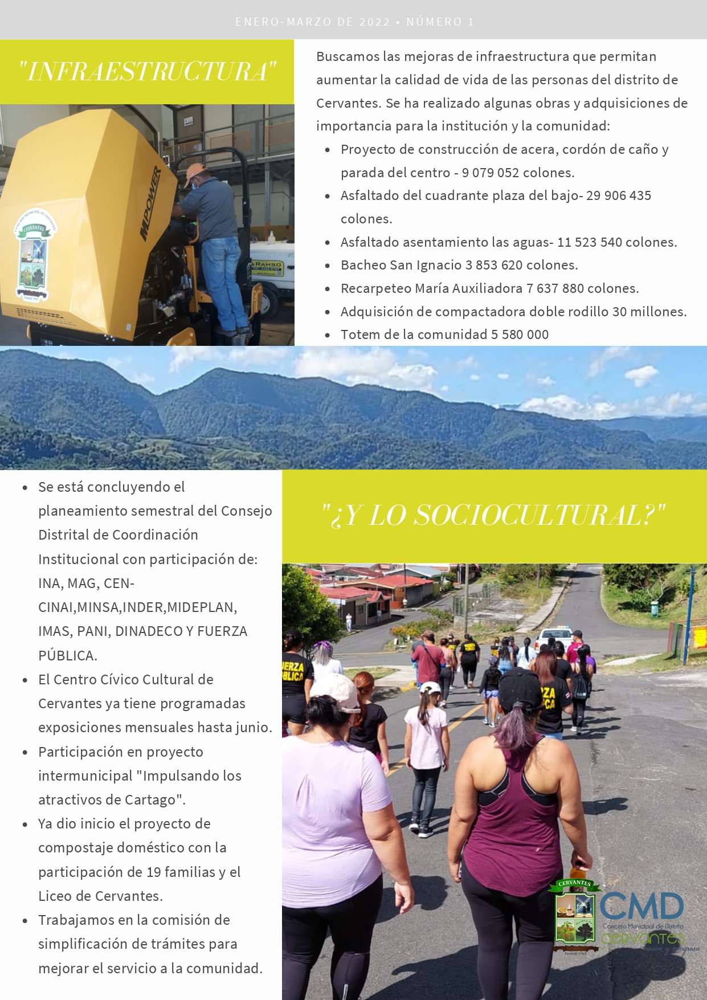 ENERO-MARZO DE 2022 • NÚMERO 1
"INFRAESTRUCTURA"
Buscamos las mejoras de infraestructura que permitan
aumentar la calidad de vida de las personas del distrito de
Cervantes. Se ha realizado algunas obras y adquisiciones de
importancia para la institución y la comunidad:
• Proyecto de construcción de acera, cordón de caño y
parada del centro - 9 079 052 colones.
• Asfaltado del cuadrante plaza del bajo- 29 906 435
colones.
• Asfaltado asentamiento las aguas- 11 523 540 colones.
• Bacheo San Ignacio 3 853 620 colones.
• Recarpeteo María Auxiliadora 7 637 880 colones.
• Adquisición de compactadora doble rodillo 30 millones.
• Totem de la comunidad 5 580 000
MPOWER
CONCEJO MUNICIPAL DE DISTRITO
CERVANTES
RAHSO
• Se está concluyendo el
planeamiento semestral del Consejo
Distrital de Coordinación
Institucional con participación de:
INA, MAG, CEN-
CINAI,MINSA,INDER,MIDEPLAN,
IMAS, PANI, DINADECO Y FUERZA
PÚBLICA.
• El Centro Cívico Cultural de
Cervantes ya tiene programadas
exposiciones mensuales hasta junio.
• Participación en proyecto
intermunicipal "Impulsando los
atractivos de Cartago".
• Ya dio inicio el proyecto de
compostaje doméstico con la
participación de 19 familias y el
Liceo de Cervantes.
• Trabajamos en la comisión de
simplificación de trámites para
mejorar el servicio a la comunidad.
"¿Y LO SOCIOCULTURAL?"
UERZA
BLICA
ZA
CA
CERVANTES
CMD
Concejo Municipal de Distrito
cervantes
unión y progreso
Fundado 1968